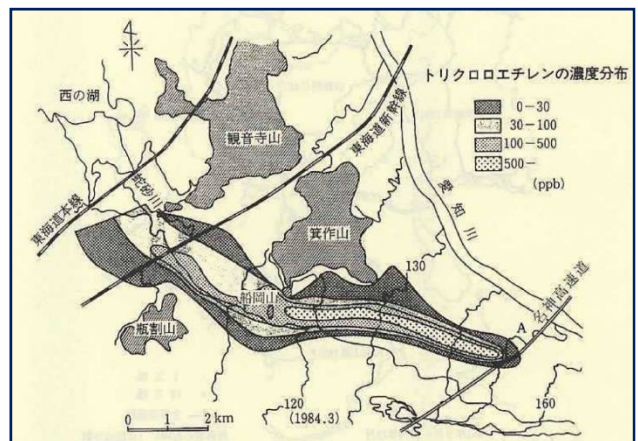 西の湖
観音寺山
東海道新幹線
東海道本線
蛇砂川
トリクロロエチレンの濃度分布
0-30
30-100
100-500
500-
(ppb)
箕作山
愛知川
130
名神高速道
船岡山
瓶割山
A
120
(1984.3)
160
0 1 2 km